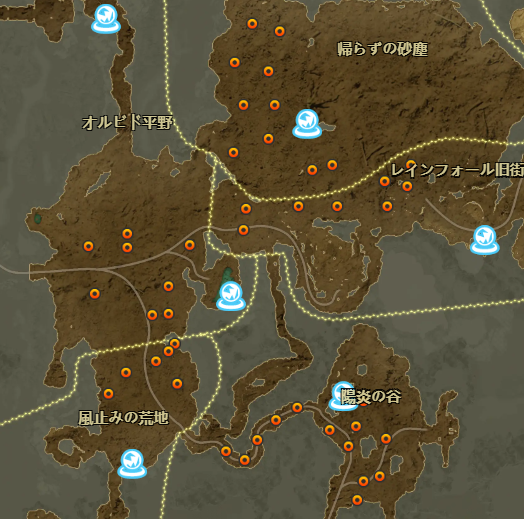 帰らずの砂塵
オルビド平野
レインフォール旧街
陽炎の谷
風止みの荒地